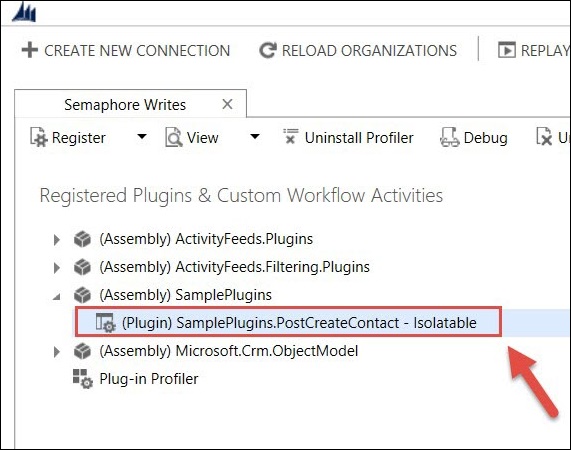 CREATE NEW CONNECTION RELOAD ORGANIZATIONS REPLAY
Semaphore Writes
Register View Uninstall Profiler Debug Un
Registered Plugins & Custom Workflow Activities
(Assembly) ActivityFeeds.Plugins
(Assembly) ActivityFeeds.Filtering.Plugins
(Assembly) SamplePlugins
(Plugin) SamplePlugins.PostCreateContact - Isolatable
(Assembly) Microsoft.Crm.ObjectModel
Plug-in Profiler